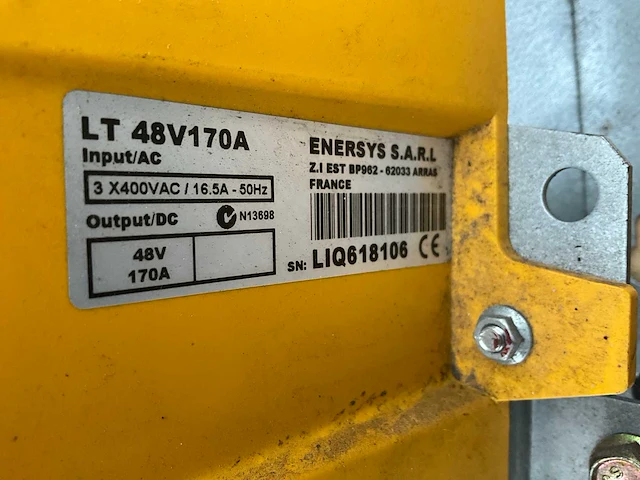 LT 48V170A
Input/AC
3 X400VAC / 16.5A - 50Hz
Output/DC
N13698
48V
170A
ENERSYS S.A.R.L
Z.I EST BP962 - 62033 ARRAS
FRANCE
SN: LIQ618106 CE